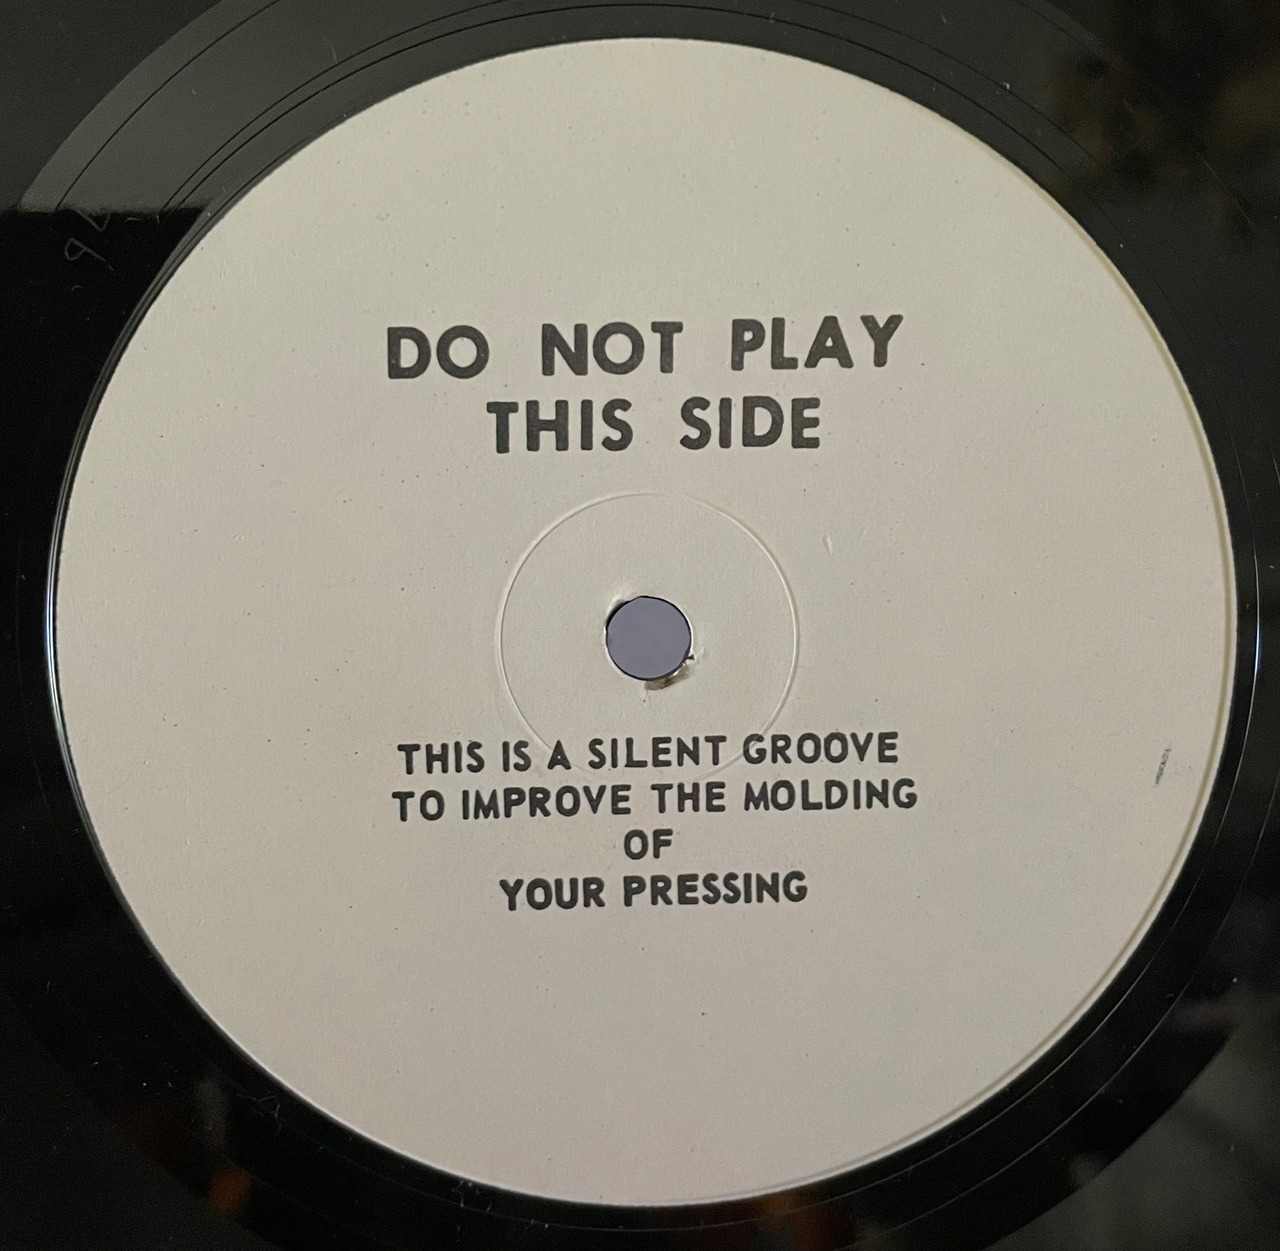 DO NOT PLAY
THIS SIDE
THIS IS A SILENT GROOVE
TO IMPROVE THE MOLDING
OF
YOUR PRESSING